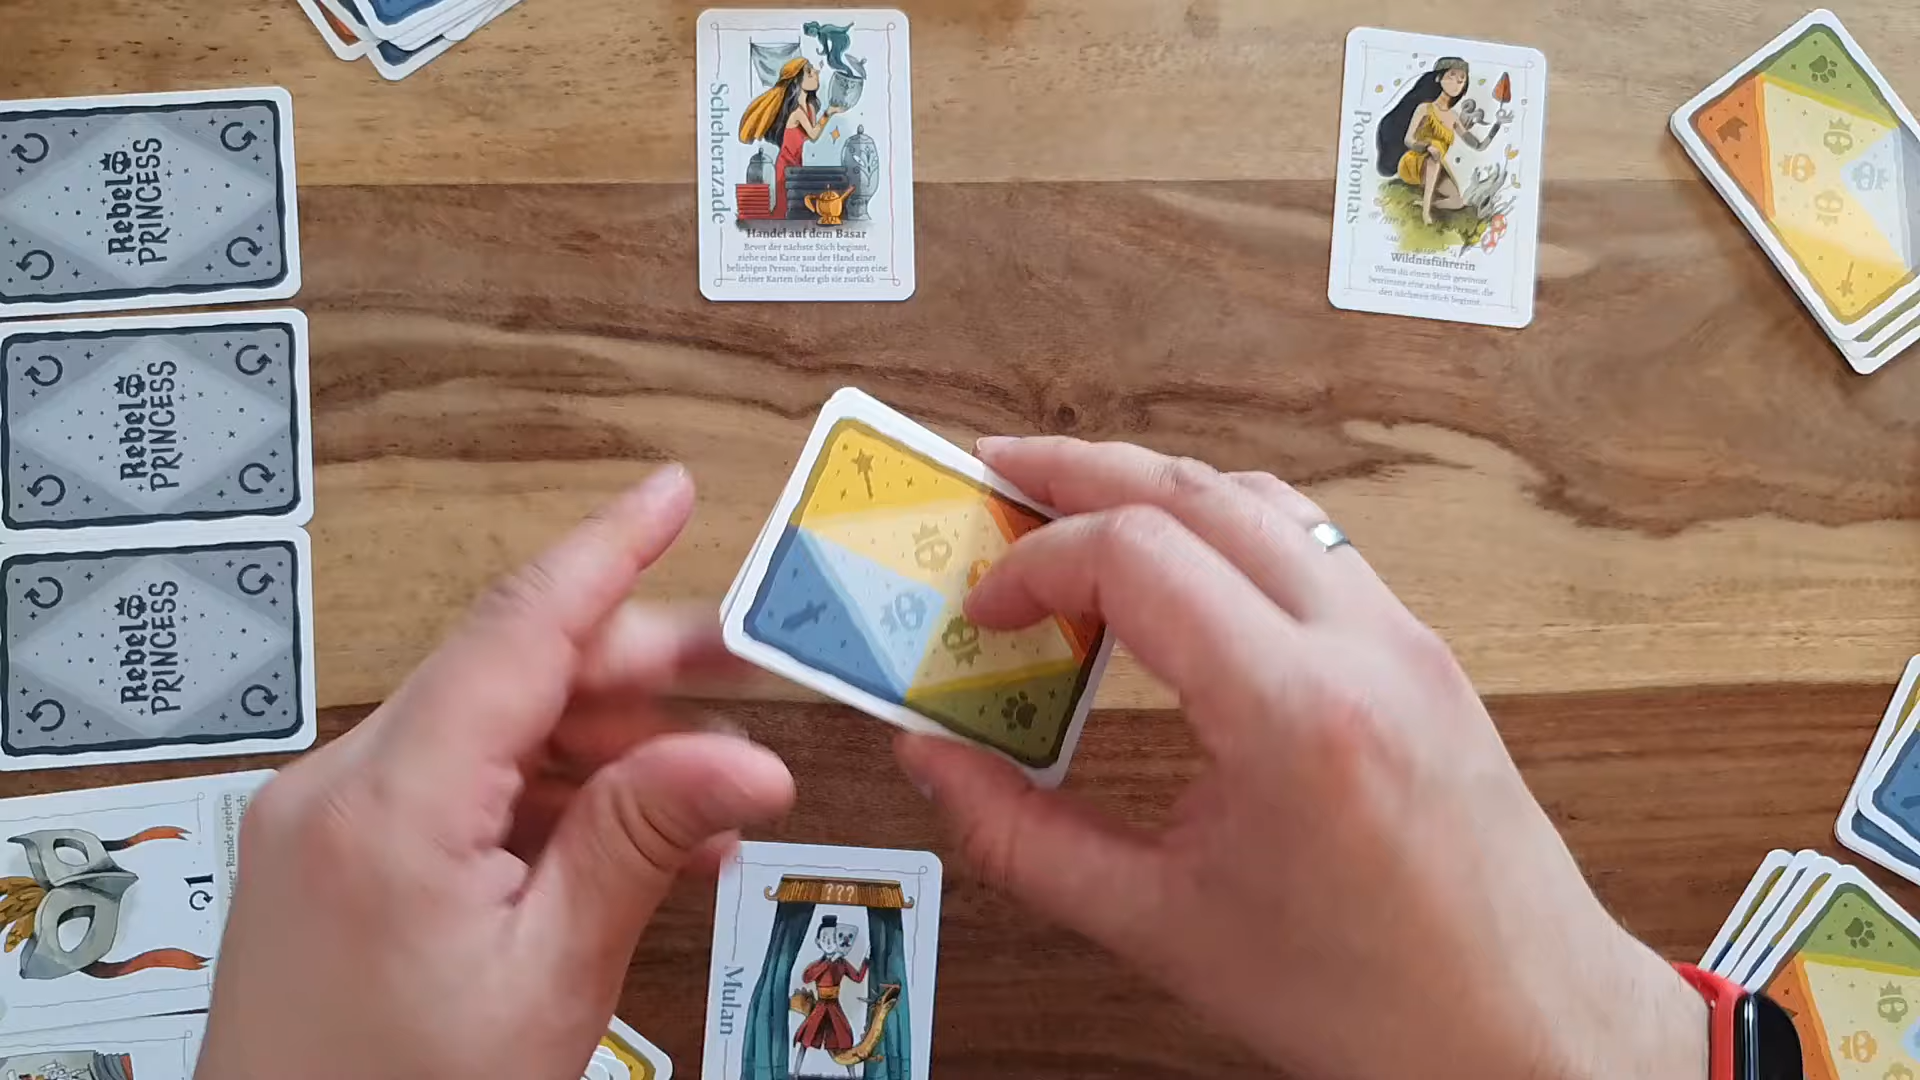 Rebel
PRINCESS
Rebel
PRINCESS
Rebel
PRINCESS
Scheherazade
Handel auf dem Basar
Bevor der nächste Stich beginnt,
ziehe eine Karte aus der Hand einer
beliebigen Person. Tausche sie gegen eine
deiner Karten (oder gib sie zurück).
Pocahontas
Wildnisführerin
Wenn du einen Stich gewinnst,
bestimme eine andere Person, die
den nächsten Stich beginnt.
???
Mulan
1
Runde spielen